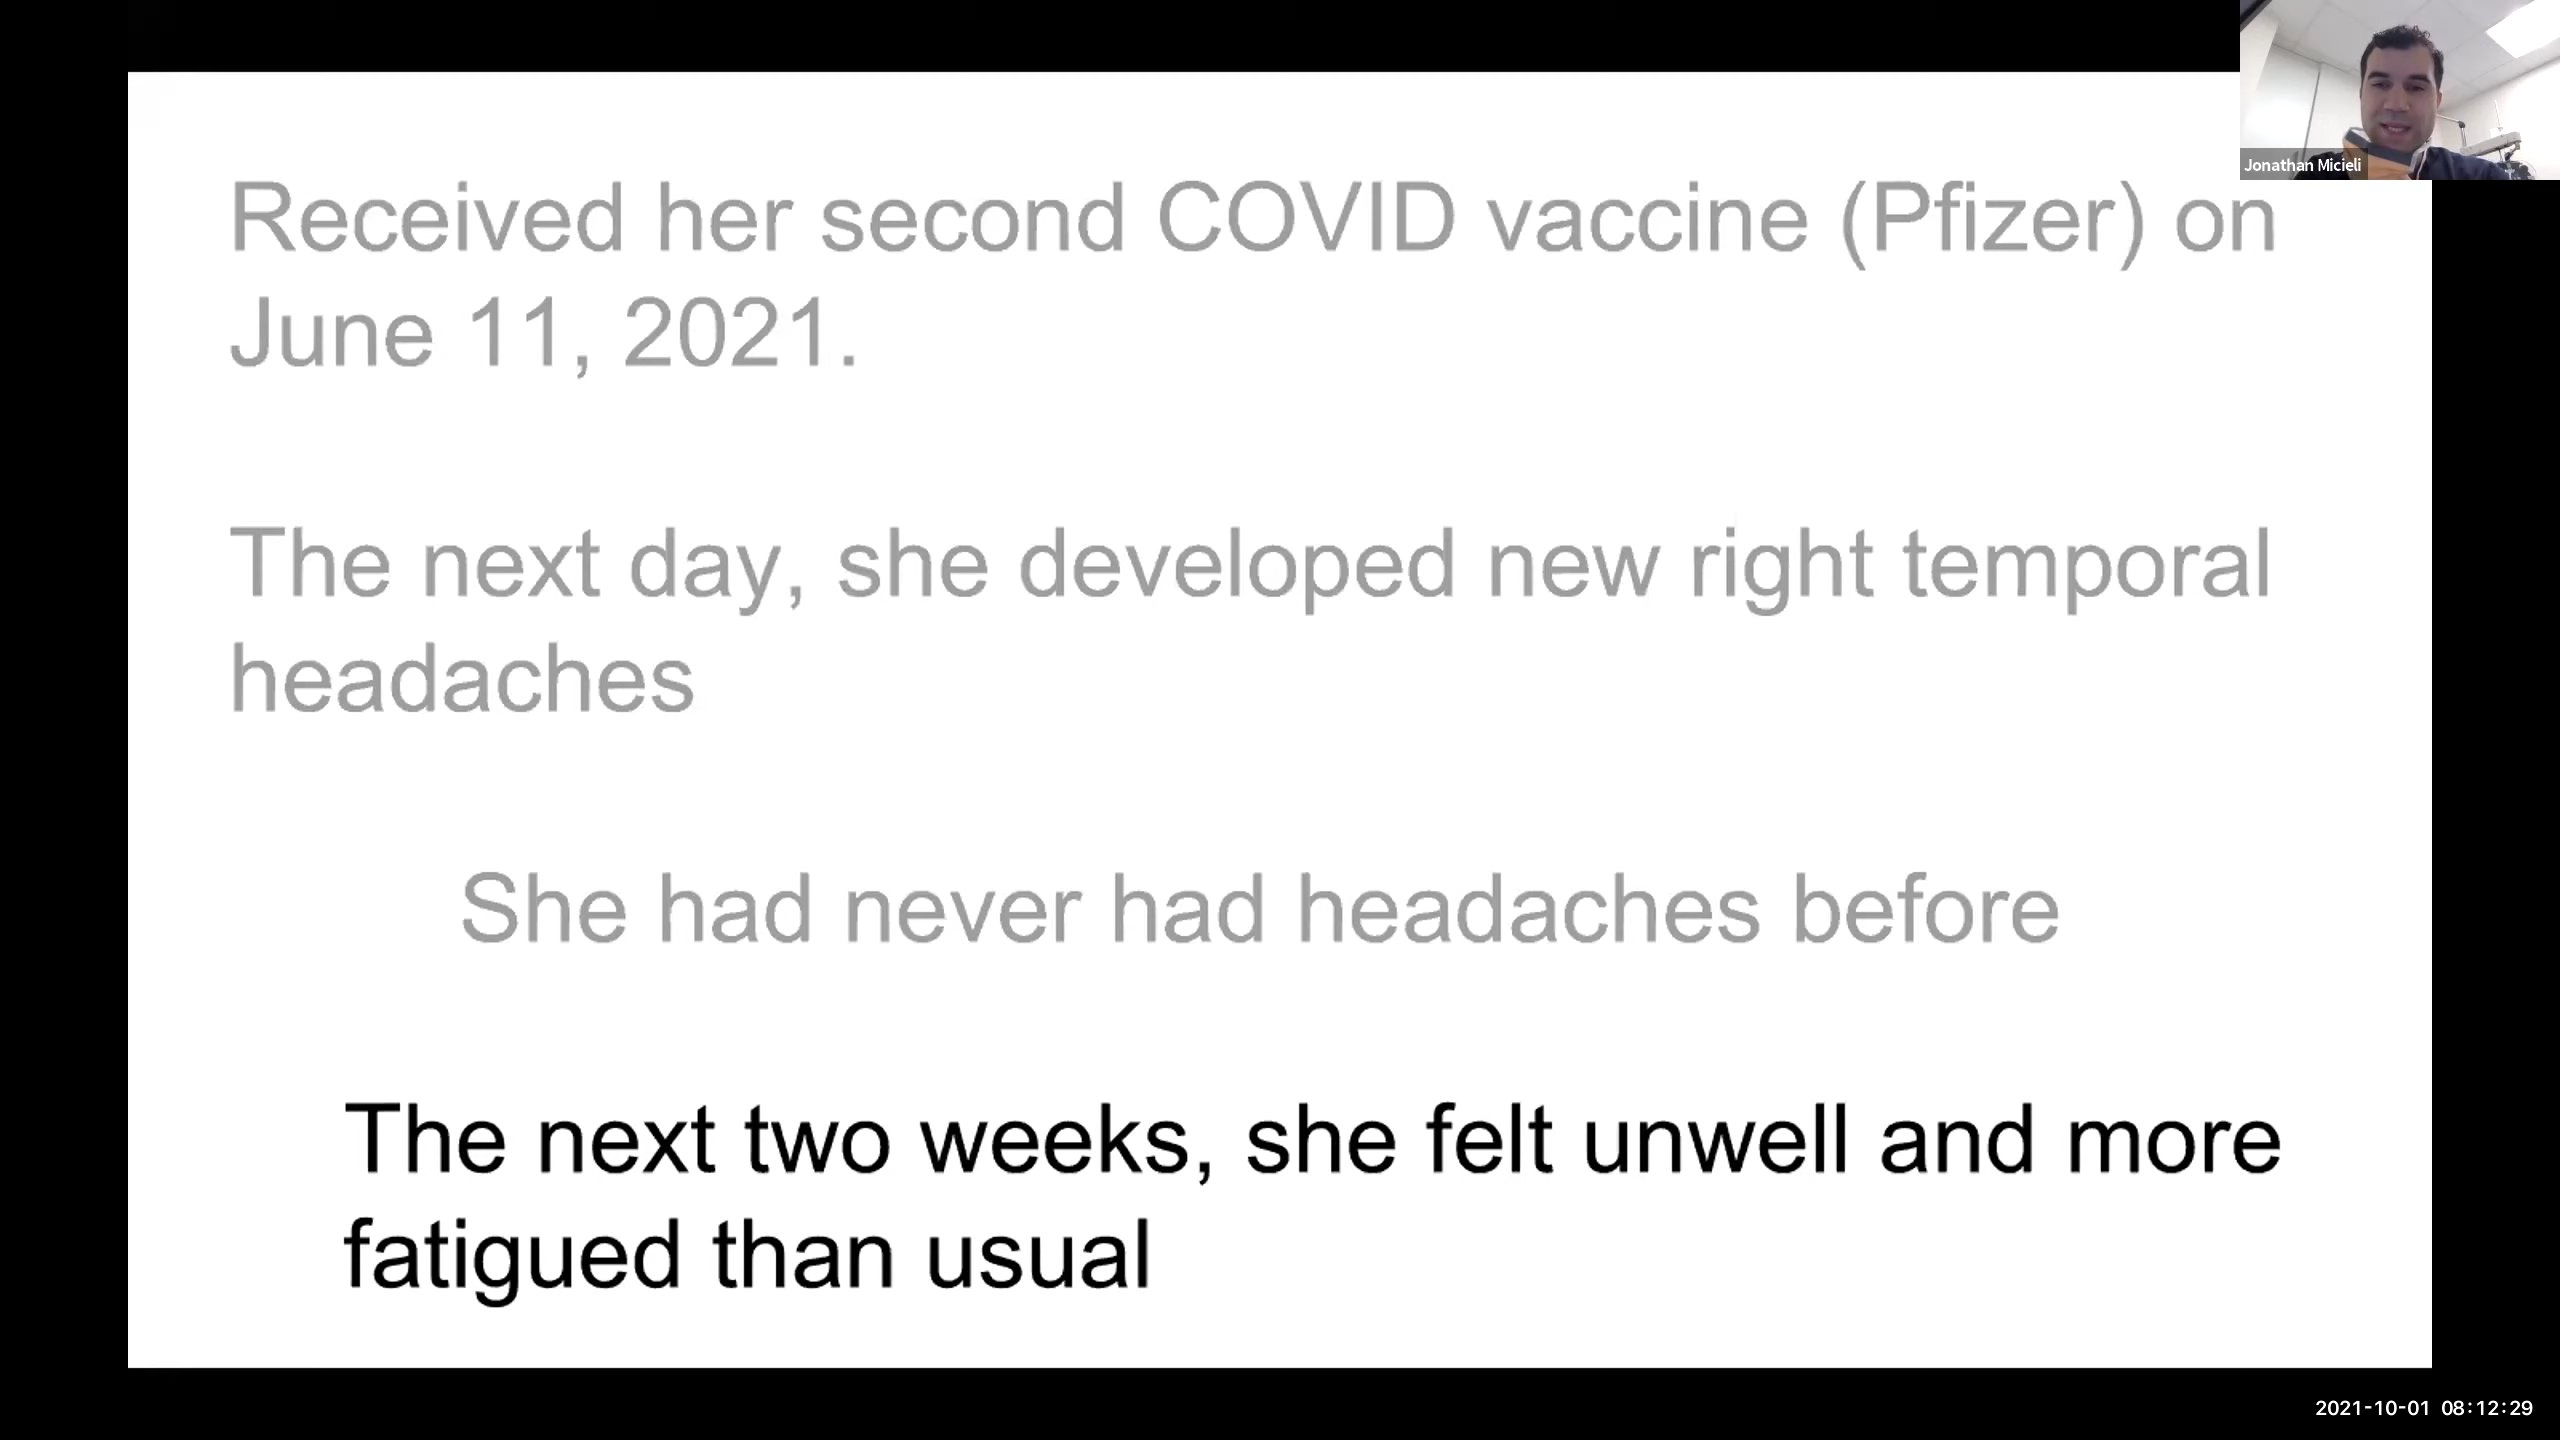 Jonathan Micieli
Received her second COVID vaccine (Pfizer) on
June 11, 2021.
The next day, she developed new right temporal
headaches
She had never had headaches before
The next two weeks, she felt unwell and more
fatigued than usual
2021-10-01 08:12:29